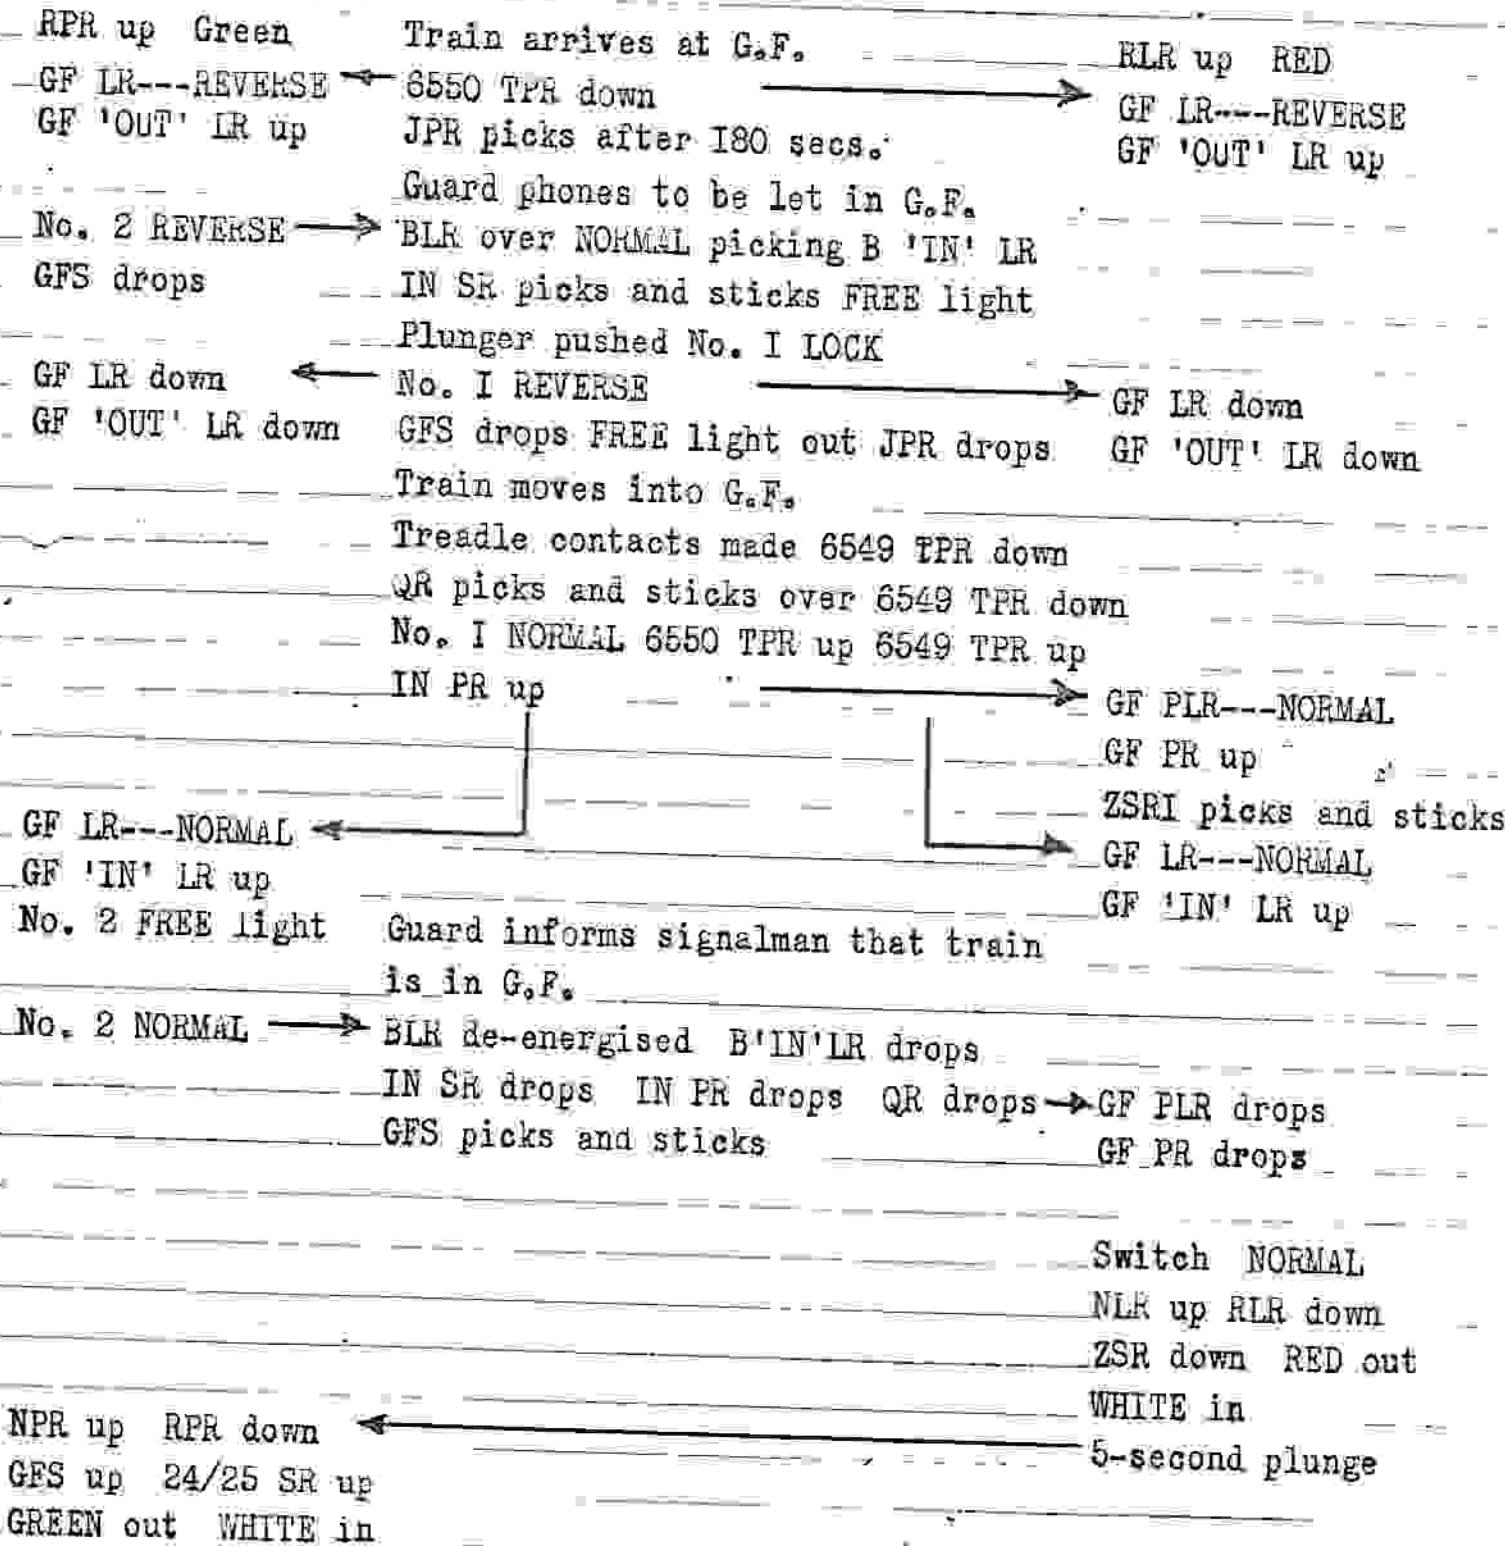 RPR up Green
Train arrives at G.F.
RLR up RED
GF LR---REVERSE
6550 TPR down
GF LR---REVERSE
GF 'OUT' LR up
JPR picks after I80 secs.
GF 'OUT' LR up
Guard phones to be let in G.F.
No. 2 REVERSE
BLR over NORMAL picking B 'IN' LR
GFS drops
IN SR picks and sticks FREE light
Plunger pushed No. I LOCK
GF LR down
No. I REVERSE
GF LR down
GF 'OUT' LR down
GFS drops FREE light out JPR drops
GF 'OUT' LR down
Train moves into G.F.
Treadle contacts made 6549 TPR down
QR picks and sticks over 6549 TPR down
No. I NORMAL 6550 TPR up 6549 TPR up
IN PR up
GF PLR---NORMAL
GF PR up
ZSRI picks and sticks
GF LR---NORMAL
GF LR---NORMAL
GF 'IN' LR up
GF 'IN' LR up
No. 2 FREE light
Guard informs signalman that train
is in G.F.
No. 2 NORMAL
BLR de-energised B'IN'LR drops
IN SR drops IN PR drops QR drops
GF PLR drops
GFS picks and sticks
GF PR drops
Switch NORMAL
NLR up RLR down
ZSR down RED out
WHITE in
NPR up RPR down
5-second plunge
GFS up 24/25 SR up
GREEN out WHITE in